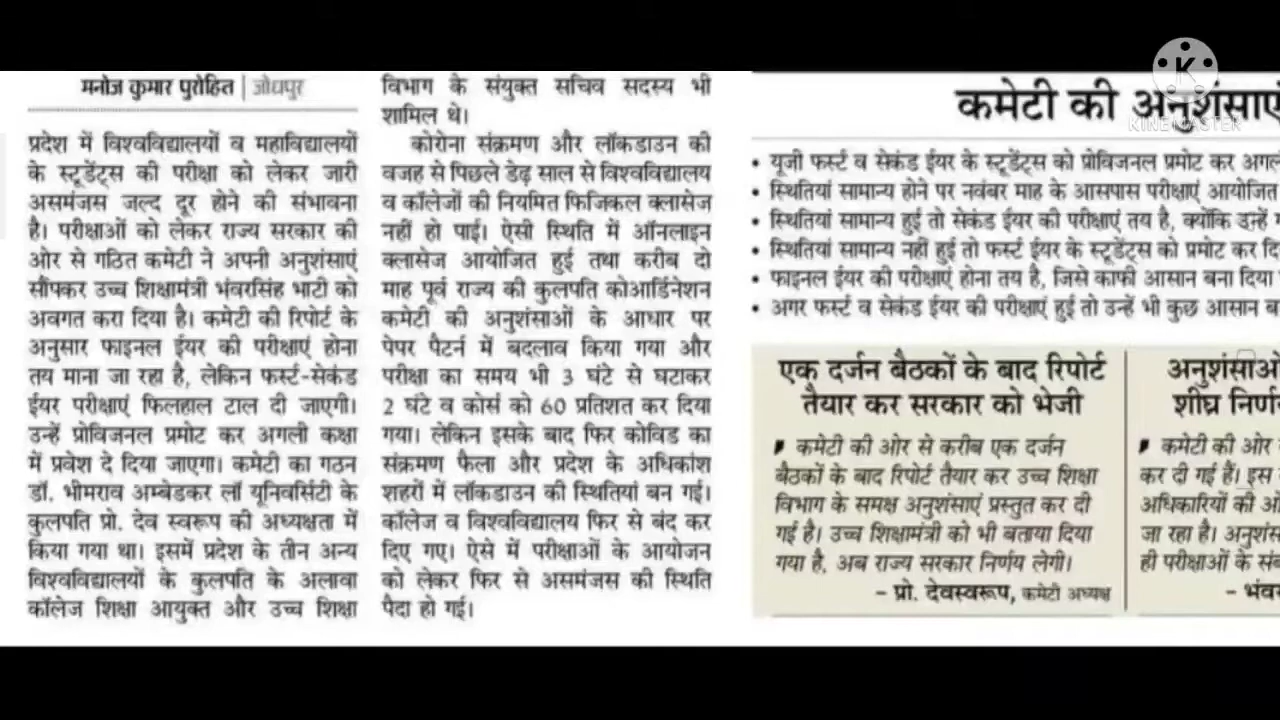 मनोज कुमार पुरोहित | जोधपुर
प्रदेश में विश्वविद्यालयों व महाविद्यालयों
के स्टूडेंट्स की परीक्षा को लेकर जारी
असमंजस जल्द दूर होने की संभावना
है। परीक्षाओं को लेकर राज्य सरकार की
ओर से गठित कमेटी ने अपनी अनुशंसाएं
सौंपकर उच्च शिक्षामंत्री भंवरसिंह भाटी को
अवगत करा दिया है। कमेटी की रिपोर्ट के
अनुसार फाइनल ईयर की परीक्षाएं होना
तय माना जा रहा है, लेकिन फर्स्ट-सेकंड
ईयर परीक्षाएं फिलहाल टाल दी जाएगी।
उन्हें प्रोविजनल प्रमोट कर अगली कक्षा
में प्रवेश दे दिया जाएगा। कमेटी का गठन
डॉ. भीमराव अम्बेडकर लॉ यूनिवर्सिटी के
कुलपति प्रो. देव स्वरूप की अध्यक्षता में
किया गया था। इसमें प्रदेश के तीन अन्य
विश्वविद्यालयों के कुलपति के अलावा
कॉलेज शिक्षा आयुक्त और उच्च शिक्षा
विभाग के संयुक्त सचिव सदस्य भी
शामिल थे।
कोरोना संक्रमण और लॉकडाउन की
वजह से पिछले डेढ़ साल से विश्वविद्यालय
व कॉलेजों की नियमित फिजिकल क्लासेज
नहीं हो पाई। ऐसी स्थिति में ऑनलाइन
क्लासेज आयोजित हुई तथा करीब दो
माह पूर्व राज्य की कुलपति कोआर्डिनेशन
कमेटी की अनुशंसाओं के आधार पर
पेपर पैटर्न में बदलाव किया गया और
परीक्षा का समय भी 3 घंटे से घटाकर
2 घंटे व कोर्स को 60 प्रतिशत कर दिया
गया। लेकिन इसके बाद फिर कोविड का
संक्रमण फैला और प्रदेश के अधिकांश
शहरों में लॉकडाउन की स्थितियां बन गई।
कॉलेज व विश्वविद्यालय फिर से बंद कर
दिए गए। ऐसे में परीक्षाओं के आयोजन
को लेकर फिर से असमंजस की स्थिति
पैदा हो गई।
कमेटी की अनुशंसाएं
• यूजी फर्स्ट व सेकंड ईयर के स्टूडेंट्स को प्रोविजनल प्रमोट कर
• स्थितियां सामान्य होने पर नवंबर माह के आसपास परीक्षाएं आयोजित
• स्थितियां सामान्य हुई तो सेकंड ईयर की परीक्षाएं तय है, क्योंकि उन्हें
• स्थितियां सामान्य नहीं हुई तो फर्स्ट ईयर के स्टूडेंट्स को प्रमोट कर
• फाइनल ईयर की परीक्षाएं होना तय है, जिसे काफी आसान बना दिया
• अगर फर्स्ट व सेकंड ईयर की परीक्षाएं हुई तो उन्हें भी कुछ आसान
एक दर्जन बैठकों के बाद रिपोर्ट
तैयार कर सरकार को भेजी
कमेटी की ओर से करीब एक दर्जन
बैठकों के बाद रिपोर्ट तैयार कर उच्च शिक्षा
विभाग के समक्ष अनुशंसाएं प्रस्तुत कर दी
गई है। उच्च शिक्षामंत्री को भी बताया दिया
गया है, अब राज्य सरकार निर्णय लेगी।
- प्रो. देवस्वरूप, कमेटी अध्यक्ष
शीघ्र
कमेटी की ओर
कर दी गई हैं। इस
अधिकारियों की
जा रहा है।
ही परीक्षाओं के
KINEMASTER